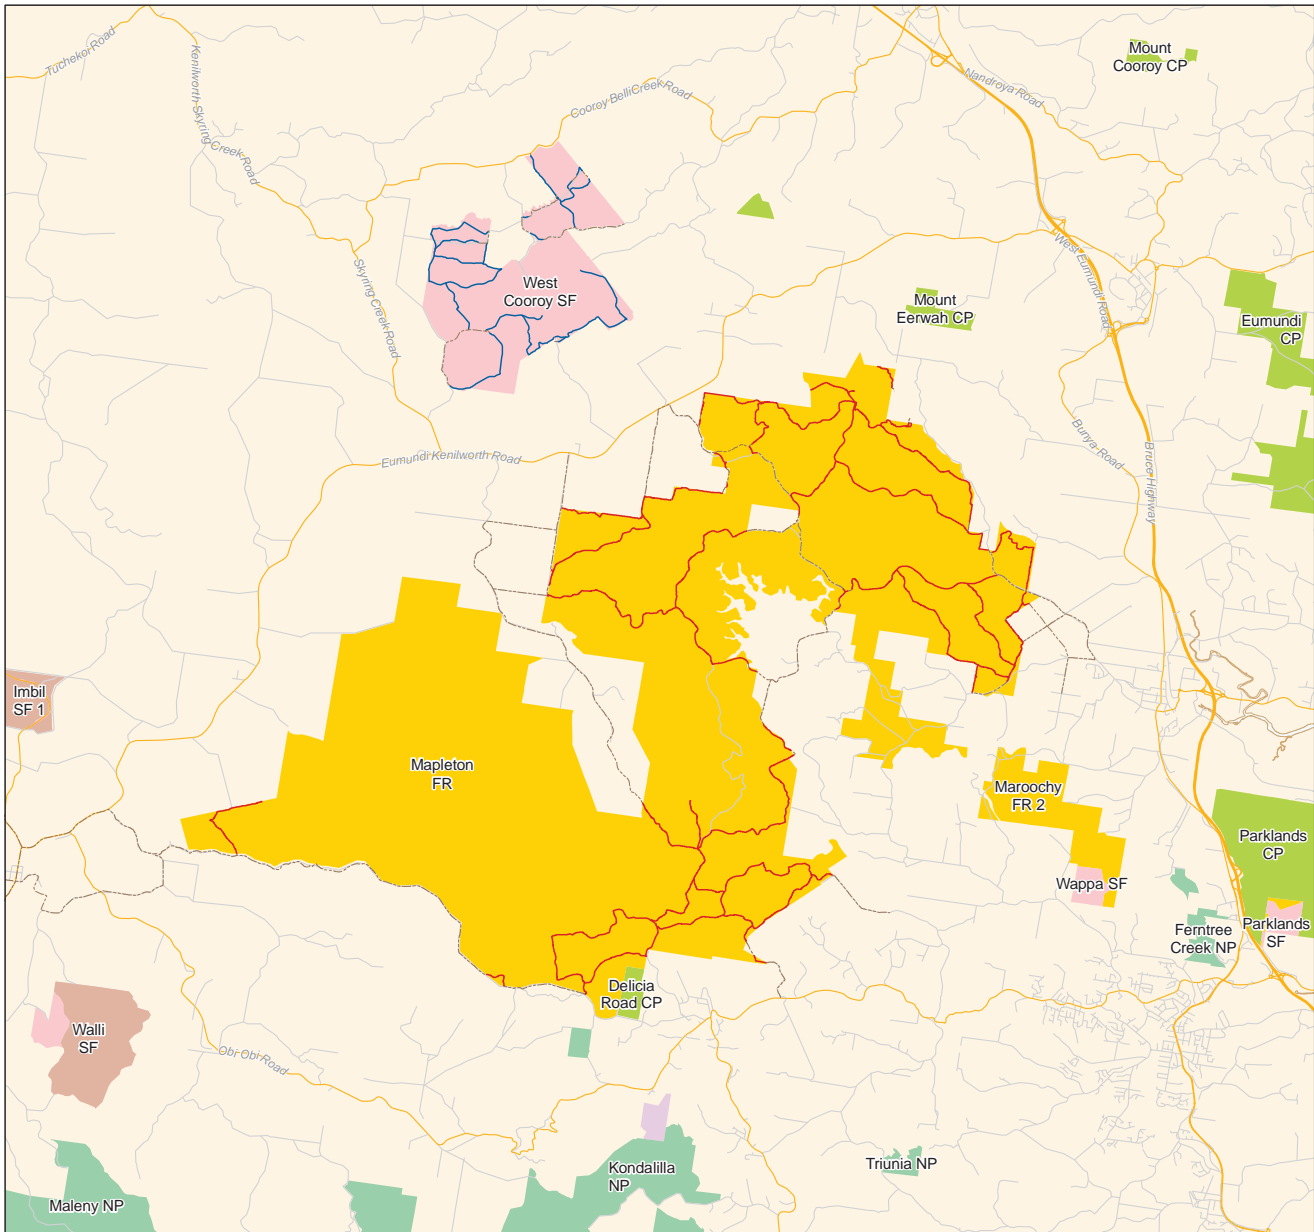 Mount
Cooroy CP
Tuchekoi Road
Kenilworth Skyring Creek Road
Cooroy Belli Creek Road
Nandroya Road
West Eumundi Road
Skyring Creek Road
West
Cooroy SF
Mount
Eerwah CP
Eumundi
CP
Eumundi Kenilworth Road
Bunya Road
Bruce Highway
Imbil
SF 1
Mapleton
FR
Maroochy
FR 2
Parklands
CP
Wappa SF
Ferntree
Creek NP
Parklands
SF
Delicia
Road CP
Walli
SF
Obi Obi Road
Kondalilla
NP
Triunia NP
Maleny NP